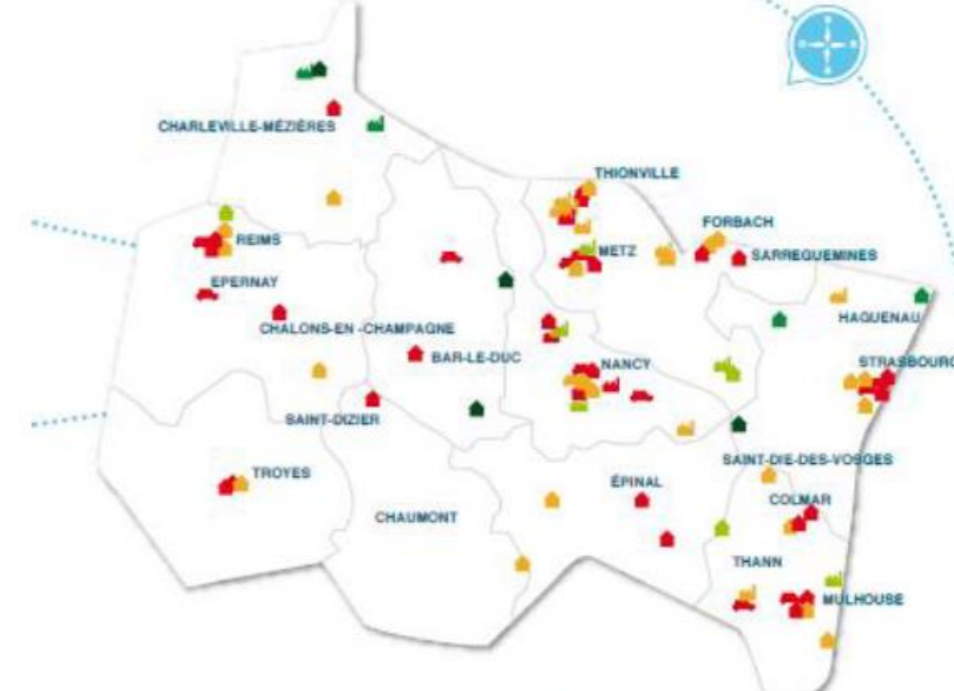 CHARLEVILLE-MÉZIÈRES
THIONVILLE
FORBACH
REIMS
METZ
SARREGUEMINES
EPERNAY
HAGUENAU
CHALONS-EN -CHAMPAGNE
BAR-LE-DUC
NANCY
STRASBOURG
SAINT-DIZIER
SAINT-DIE-DES-VOSGES
TROYES
ÉPINAL
COLMAR
CHAUMONT
THANN
MULHOUSE